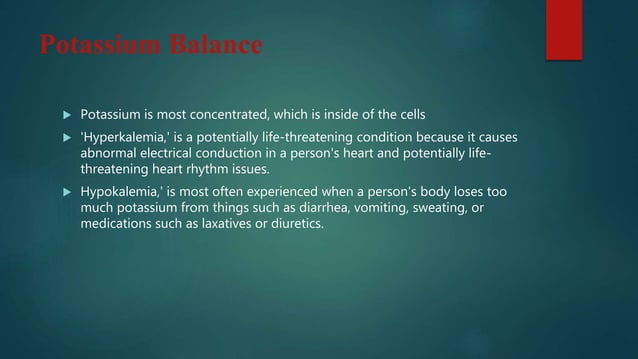 Potassium Balance
Potassium is most concentrated, which is inside of the cells
'Hyperkalemia,' is a potentially life-threatening condition because it causes
abnormal electrical conduction in a person's heart and potentially life-
threatening heart rhythm issues.
Hypokalemia,' is most often experienced when a person's body loses too
much potassium from things such as diarrhea, vomiting, sweating, or
medications such as laxatives or diuretics.